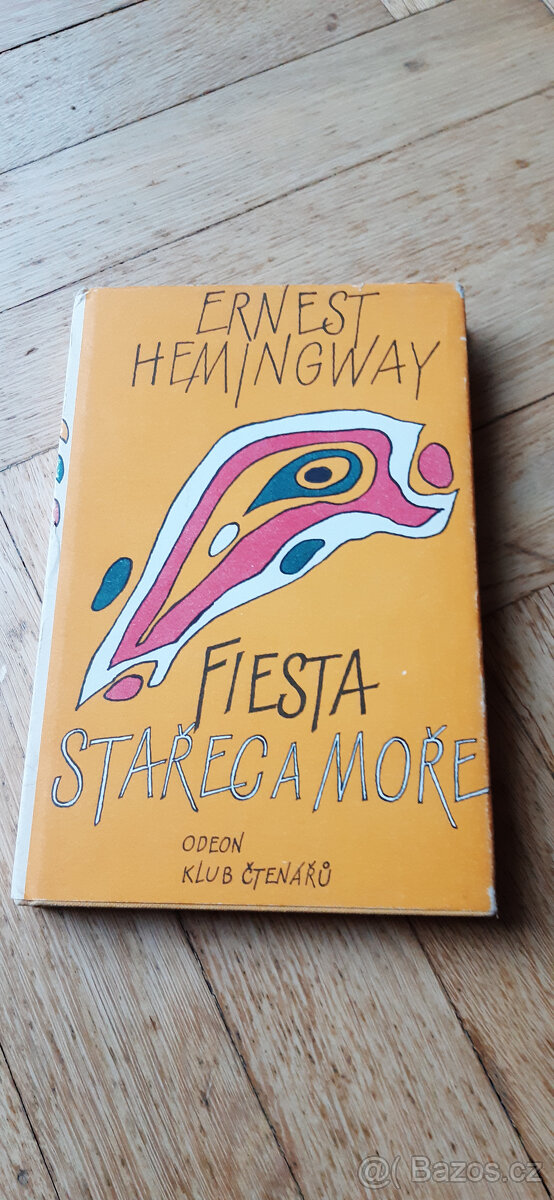 ERNEST
HEMINGWAY
FIESTA
STAŘEC A MOŘE
ODEON
KLUB ČTENÁŘŮ
@( Bazos.cz